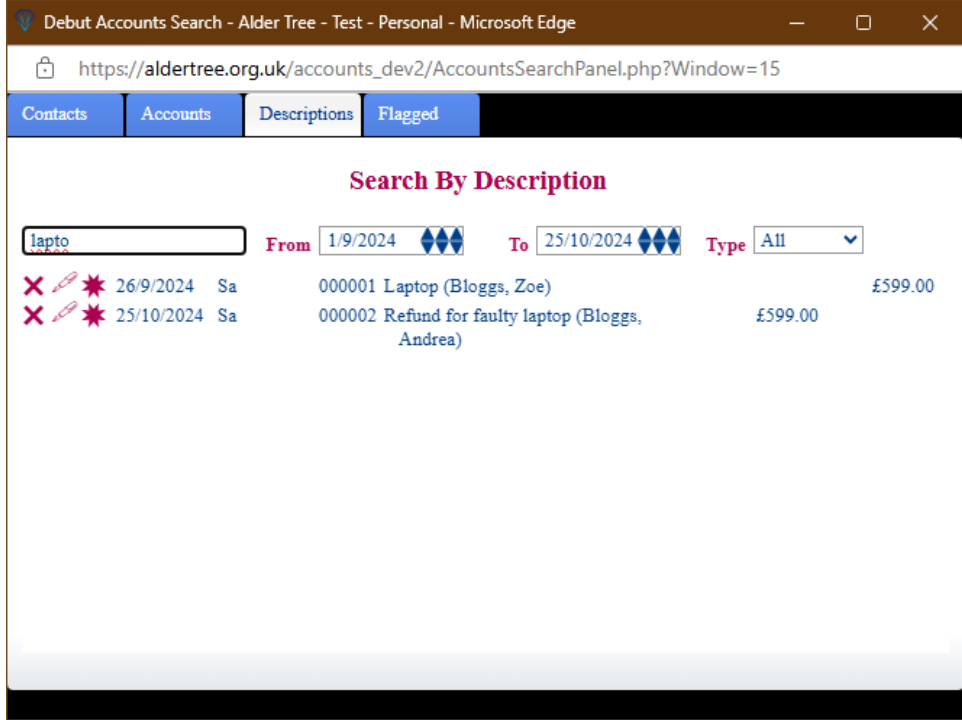 Debut Accounts Search - Alder Tree - Test - Personal - Microsoft Edge
https://aldertree.org.uk/accounts_dev2/AccountsSearchPanel.php?Window=15
Contacts Accounts Descriptions Flagged
Search By Description
lapto From 1/9/2024 To 25/10/2024 Type All
26/9/2024 Sa 000001 Laptop (Bloggs, Zoe) £599.00
25/10/2024 Sa 000002 Refund for faulty laptop (Bloggs, £599.00
Andrea)